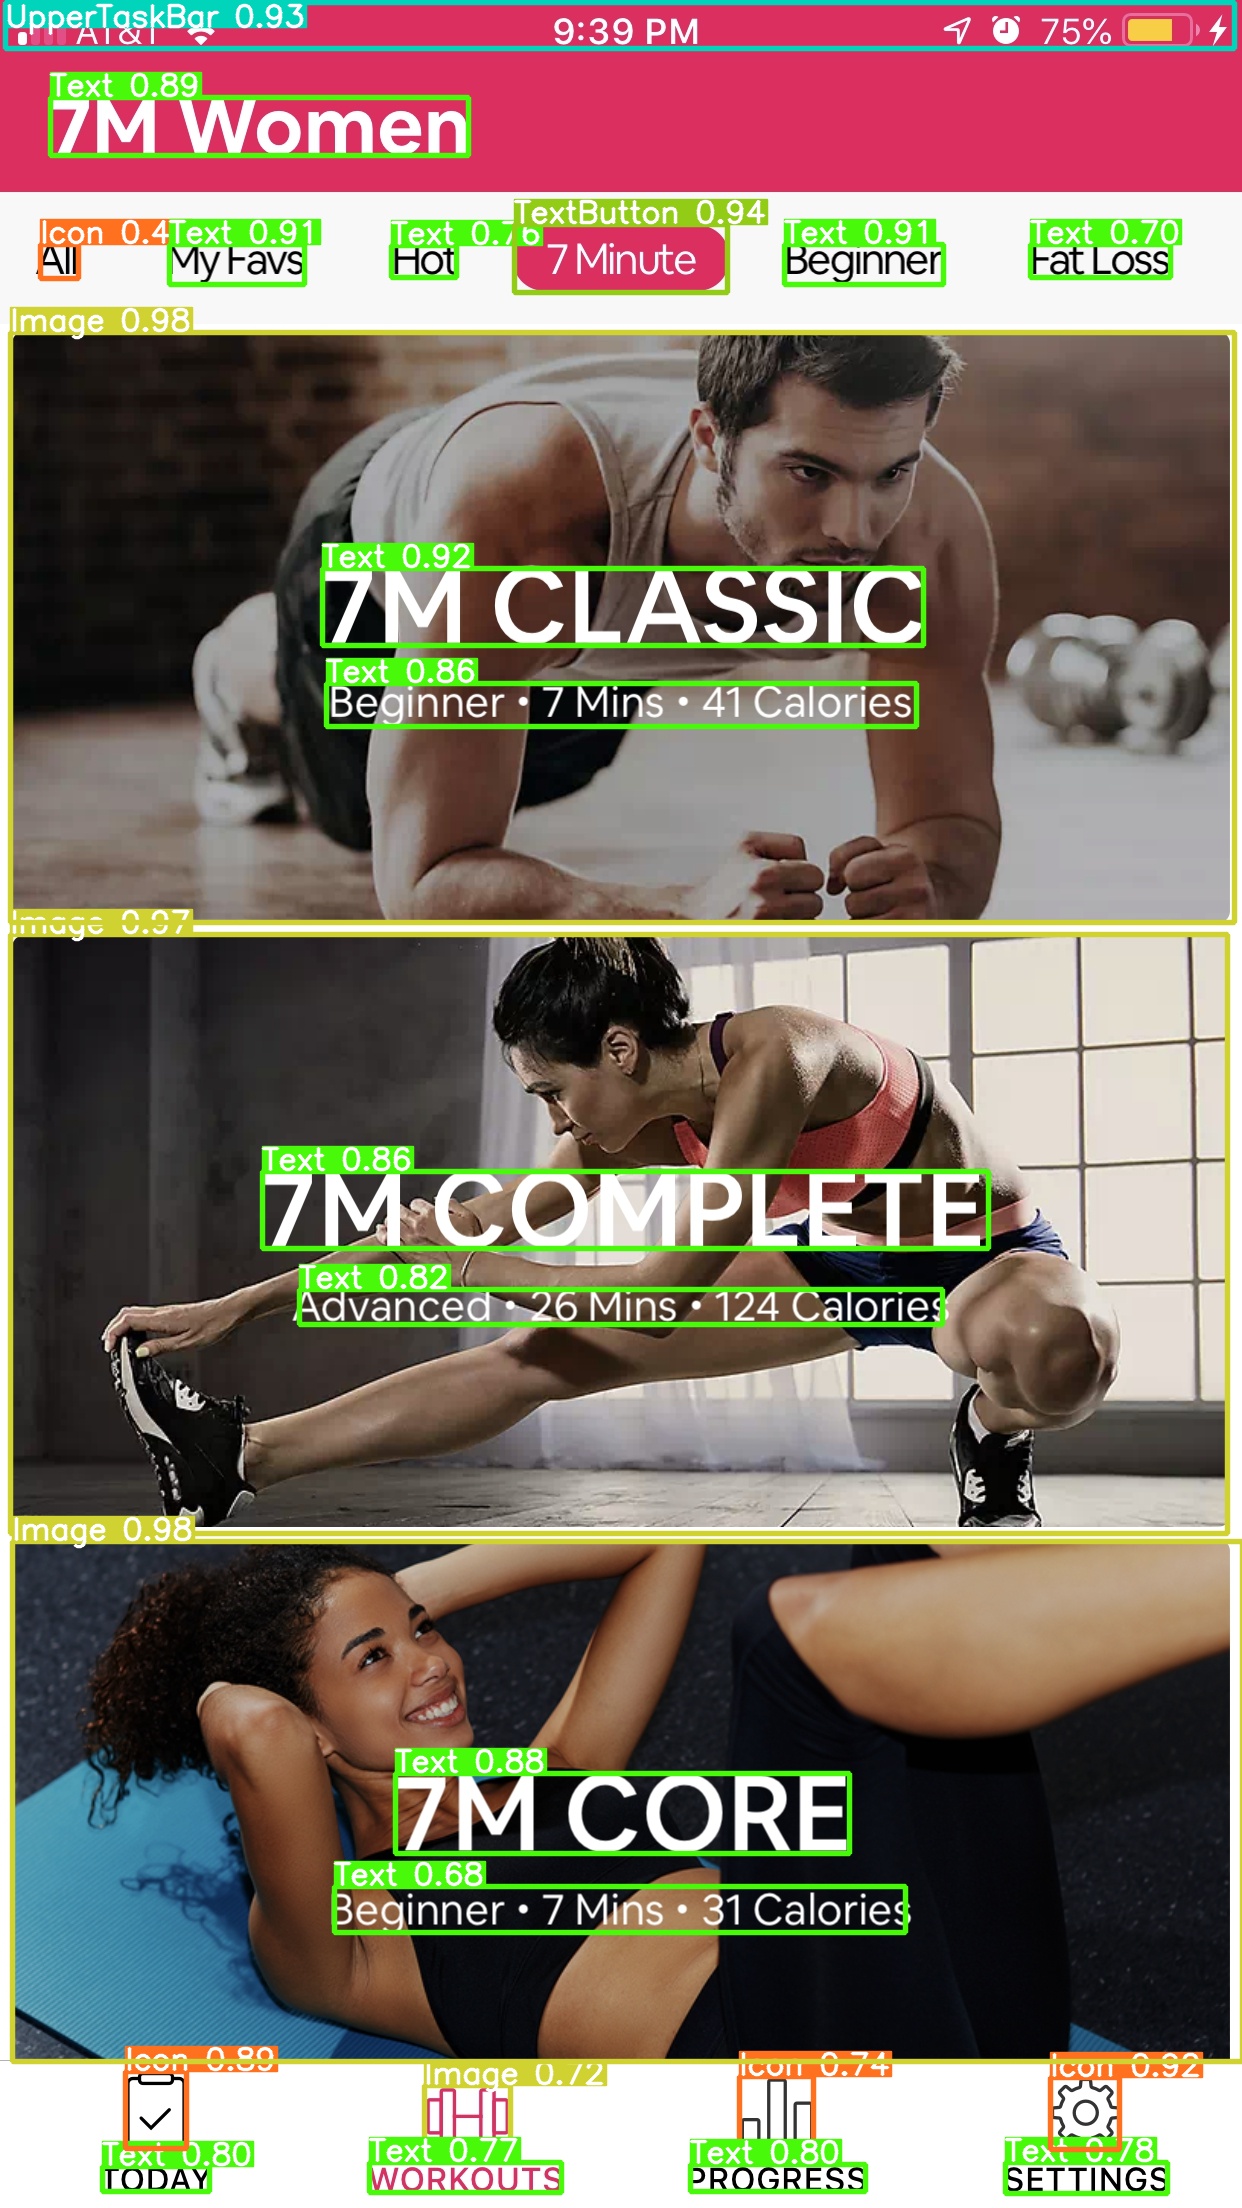 UpperTaskBar 0.93
AT&T 9:39 PM 75%
Text 0.89
7M Women
Icon 0.4 Text 0.91 Text 0.76 TextButton 0.94 Text 0.91 Text 0.70
All My Favs Hot 7 Minute Beginner Fat Loss
Image 0.98
Text 0.92
7M CLASSIC
Text 0.86
Beginner • 7 Mins • 41 Calories
Image 0.97
Text 0.86
7M COMPLETE
Text 0.82
Advanced • 26 Mins • 124 Calories
Image 0.98
Text 0.88
7M CORE
Text 0.68
Beginner • 7 Mins • 31 Calories
Icon 0.89 Image 0.72 Icon 0.74 Icon 0.92
Text 0.80 Text 0.77 Text 0.80 Text 0.78
TODAY WORKOUTS PROGRESS SETTINGS